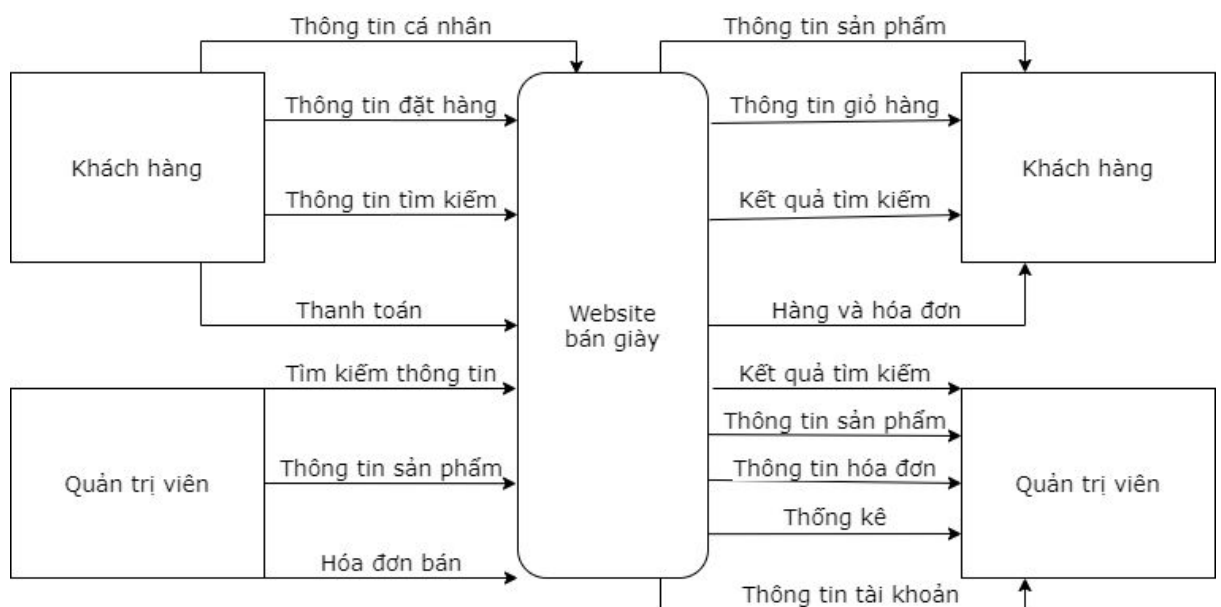 Thông tin cá nhân
Thông tin sản phẩm
Thông tin đặt hàng
Thông tin giỏ hàng
Khách hàng
Khách hàng
Thông tin tìm kiếm
Kết quả tìm kiếm
Thanh toán
Website
bán giày
Hàng và hóa đơn
Tìm kiếm thông tin
Kết quả tìm kiếm
Thông tin sản phẩm
Thông tin sản phẩm
Thông tin hóa đơn
Quản trị viên
Quản trị viên
Thống kê
Hóa đơn bán
Thông tin tài khoản